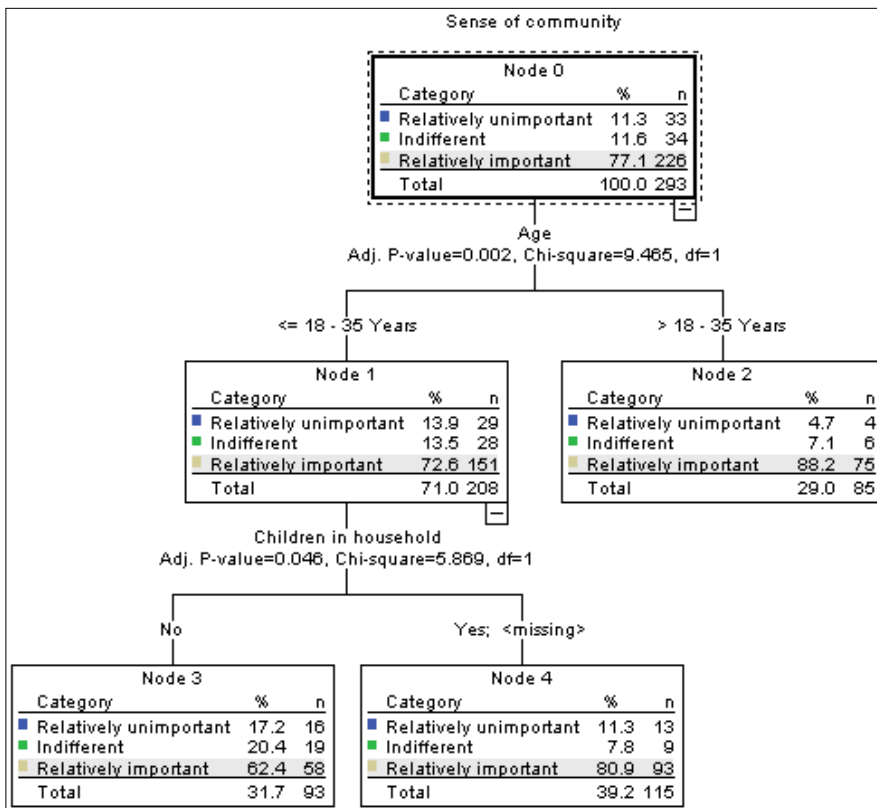 Sense of community
Node 0
Category % n
Relatively unimportant 11.3 33
Indifferent 11.6 34
Relatively important 77.1 226
Total 100.0 293
Age
Adj. P-value=0.002, Chi-square=9.465, df=1
<= 18 - 35 Years > 18 - 35 Years
Node 1
Category % n
Relatively unimportant 13.9 29
Indifferent 13.5 28
Relatively important 72.6 151
Total 71.0 208
Node 2
Category % n
Relatively unimportant 4.7 4
Indifferent 7.1 6
Relatively important 88.2 75
Total 29.0 85
Children in household
Adj. P-value=0.046, Chi-square=5.869, df=1
No Yes; <missing>
Node 3
Category % n
Relatively unimportant 17.2 16
Indifferent 20.4 19
Relatively important 62.4 58
Total 31.7 93
Node 4
Category % n
Relatively unimportant 11.3 13
Indifferent 7.8 9
Relatively important 80.9 93
Total 39.2 115